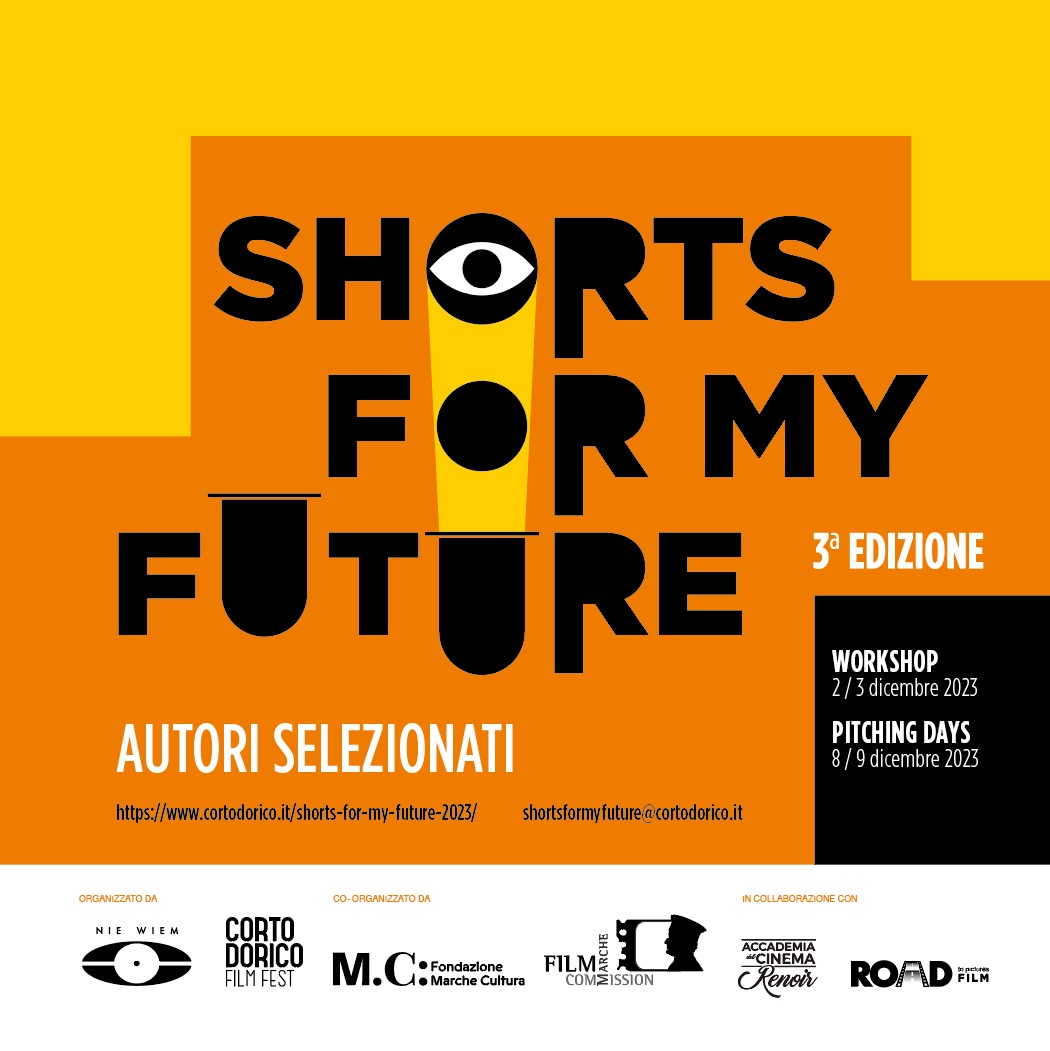 SHORTS
FOR MY
FUTURE
3ª EDIZIONE
WORKSHOP
2 / 3 dicembre 2023
PITCHING DAYS
8 / 9 dicembre 2023
AUTORI SELEZIONATI
https://www.cortodorico.it/shorts-for-my-future-2023/
shortsformyfuture@cortodorico.it
ORGANIZZATO DA
NIE WIEM
CORTO
DORICO
FILM FEST
CO-ORGANIZZATO DA
M.C:
Fondazione
Marche Cultura
FILM
MARCHE
COMMISSION
IN COLLABORAZIONE CON
ACCADEMIA
del CINEMA
Renoir
ROAD
to pictures
FILM